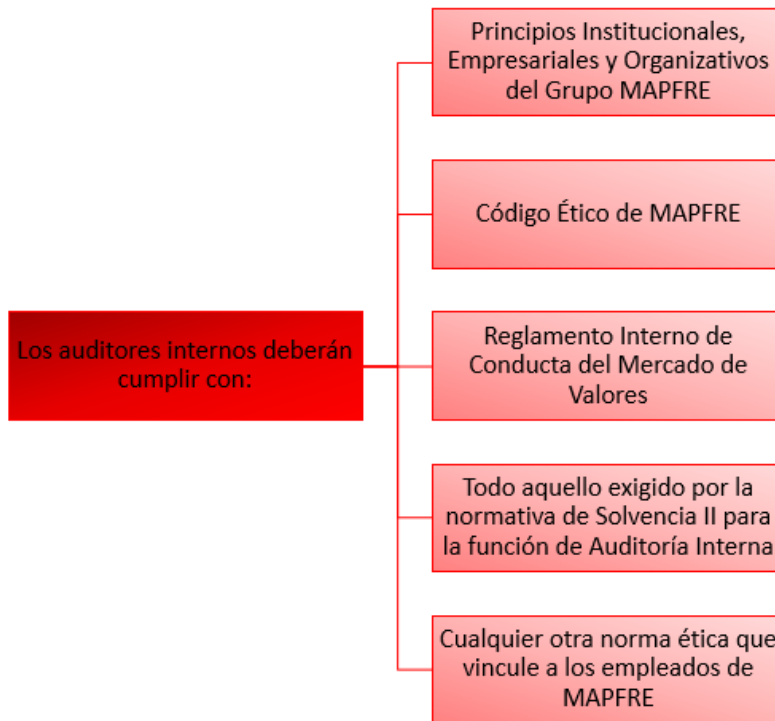 Principios Institucionales,
Empresariales y Organizativos
del Grupo MAPFRE
Código Ético de MAPFRE
Los auditores internos deberán
cumplir con:
Reglamento Interno de
Conducta del Mercado de
Valores
Todo aquello exigido por la
normativa de Solvencia II para
la función de Auditoría Interna
Cualquier otra norma ética que
vincule a los empleados de
MAPFRE